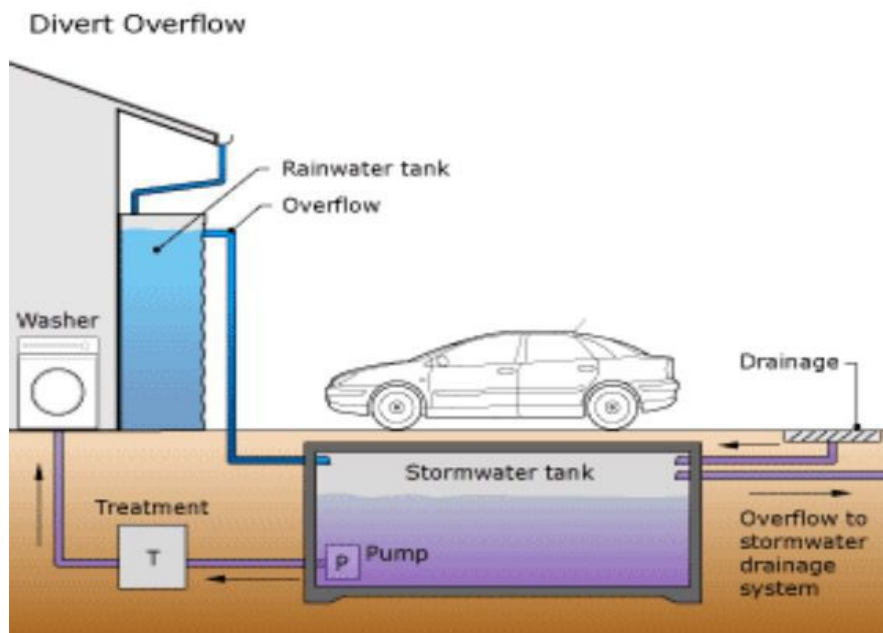 Divert Overflow
Rainwater tank
Overflow
Washer
Drainage
Stormwater tank
Treatment
T
P
Pump
Overflow to
stormwater
drainage
system